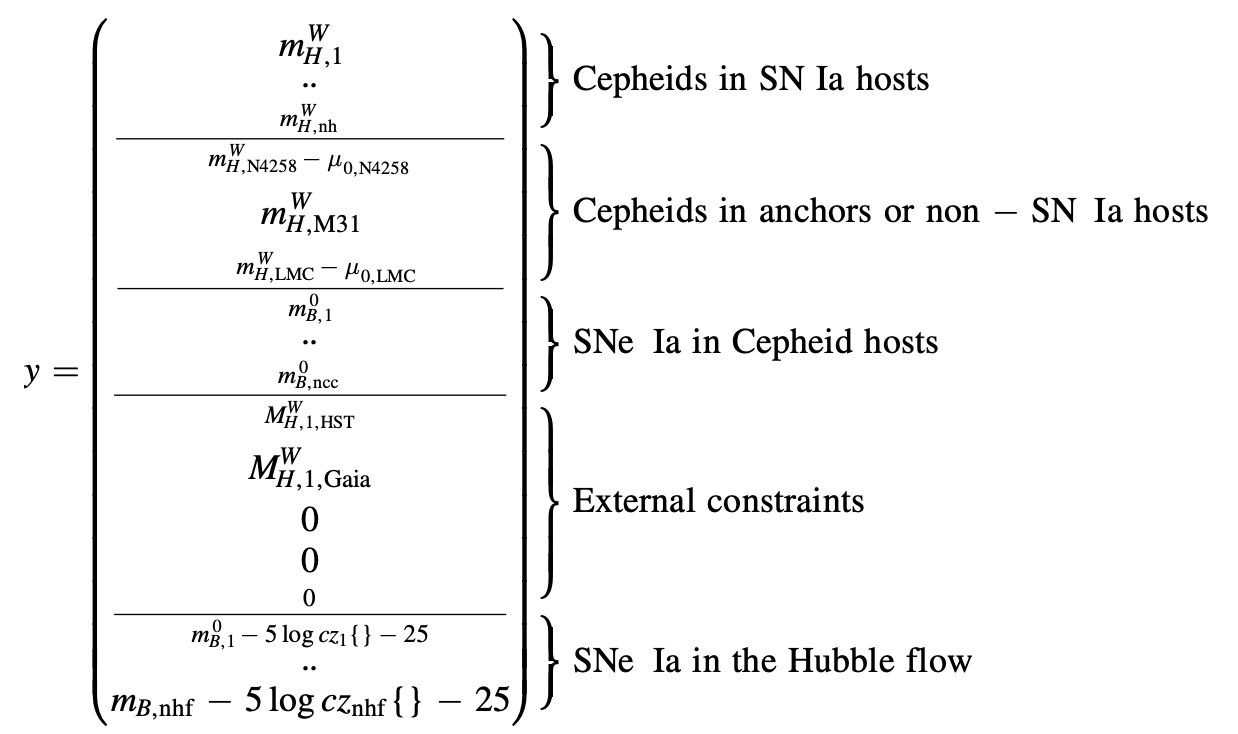 m^W_{H,1}
..
m^W_{H,nh}
} Cepheids in SN Ia hosts
m^W_{H,N4258} − μ_{0,N4258}
m^W_{H,M31}
m^W_{H,LMC} − μ_{0,LMC}
} Cepheids in anchors or non − SN Ia hosts
m^0_{B,1}
..
m^0_{B,ncc}
} SNe Ia in Cepheid hosts
y =
M^W_{H,1,HST}
M^W_{H,1,Gaia}
0
0
0
} External constraints
m^0_{B,1} − 5 log cz_1{} − 25
..
m_{B,nhf} − 5 log cz_{nhf}{} − 25
} SNe Ia in the Hubble flow